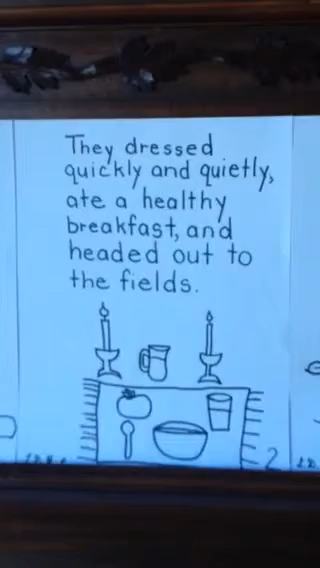 They dressed
quickly and quietly,
ate a healthy
breakfast, and
headed out to
the fields.
2